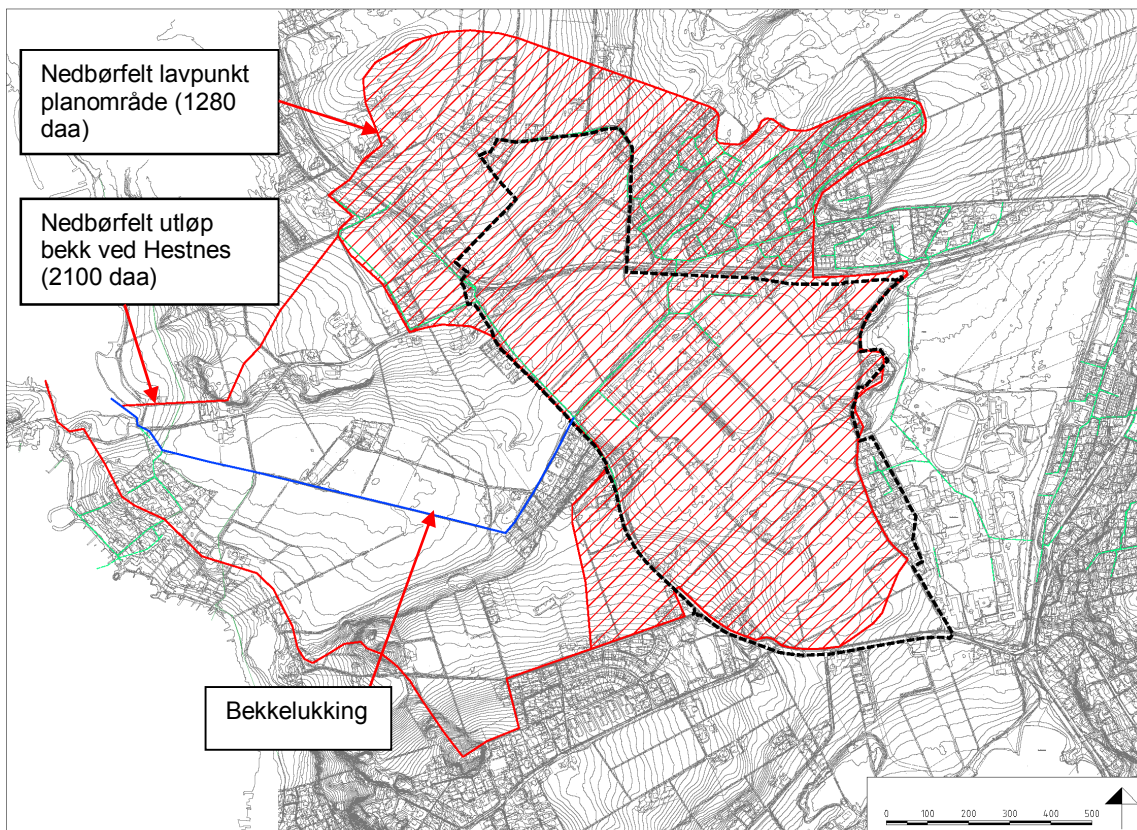 Nedbørfelt lavpunkt
planområde (1280
daa)
Nedbørfelt utløp
bekk ved Hestnes
(2100 daa)
Bekkelukking
0 100 200 300 400 500